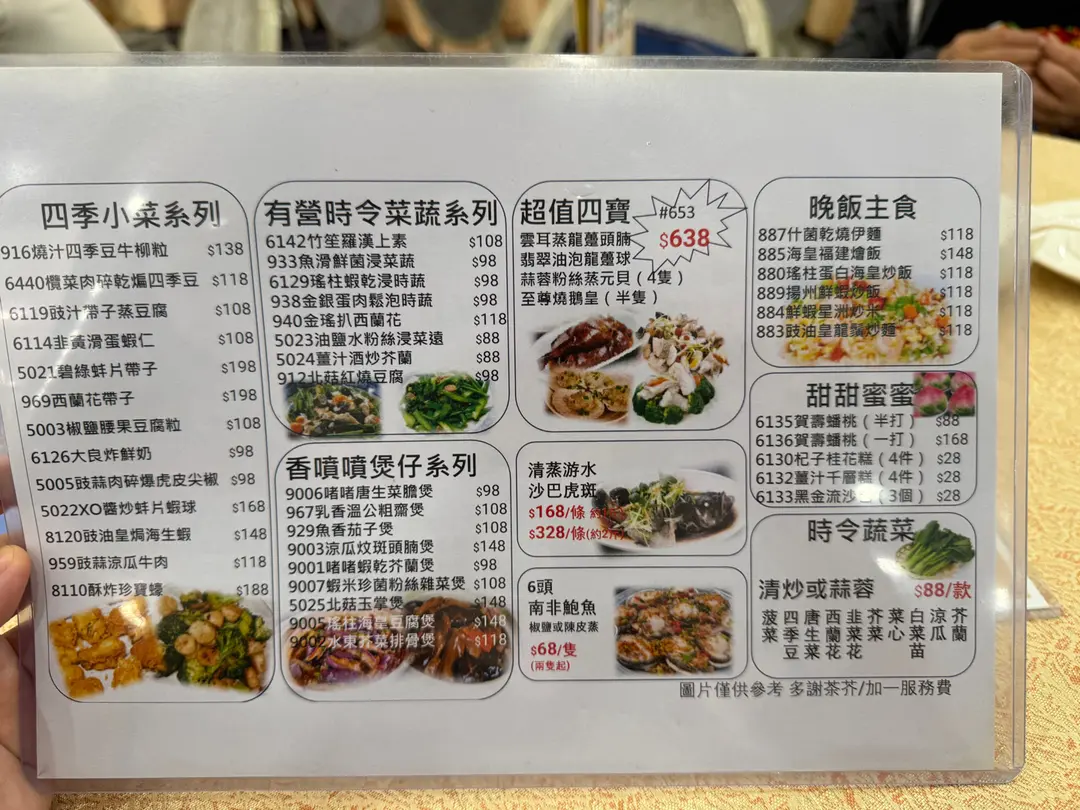 四季小菜系列
916燒汁四季豆牛柳粒 $138
6440欖菜肉碎乾煸四季豆 $118
6119豉汁帶子蒸豆腐 $108
6114韭黃滑蛋蝦仁 $108
5021碧綠蚌片帶子 $198
969西蘭花帶子 $198
5003椒鹽腰果豆腐粒 $108
6126大良炸鮮奶 $98
5005豉蒜肉碎爆虎皮尖椒 $98
5022XO醬炒蚌片蝦球 $168
8120豉油皇焗海生蝦 $148
959豉蒜涼瓜牛肉 $118
8110酥炸珍寶蠔 $188
有營時令菜蔬系列
6142竹笙羅漢上素 $108
933魚滑鮮菌浸時蔬 $98
6129瑤柱蝦乾浸時蔬 $98
938金銀蛋肉鬆泡時蔬 $98
940金瑤扒西蘭花 $118
5023油鹽水粉絲浸菜遠 $88
5024薑汁酒炒芥蘭 $88
912北菇紅燒豆腐 $98
香噴噴煲仔系列
9006啫啫唐生菜膽煲 $98
967乳香溫公粗齋煲 $108
929魚香茄子煲 $108
9003涼瓜炆斑頭腩煲 $148
9001啫啫蝦乾芥蘭煲 $98
9007蝦米珍菌粉絲雜菜煲 $108
5025北菇玉掌煲 $148
9005瑤柱海皇豆腐煲 $148
9002水東芥菜排骨煲 $118
超值四寶 #653
$638
雲耳蒸龍躉頭腩
翡翠油泡龍躉球
蒜蓉粉絲蒸元貝（4隻）
至尊燒鵝皇（半隻）
清蒸游水
沙巴虎斑
$168/條
$328/條(約2斤)
6頭
南非鮑魚
椒鹽或陳皮蒸
$68/隻
(兩隻起)
晚飯主食
887什菌乾燒伊麵 $118
885海皇福建燴飯 $148
880瑤柱蛋白海皇炒飯 $118
889揚州鮮蝦炒飯 $118
884鮮蝦星洲炒米 $118
883豉油皇龍鬚炒麵 $118
甜甜蜜蜜
6135賀壽蟠桃（半打） $88
6136賀壽蟠桃（一打） $168
6130杞子桂花糕（4件） $28
6132薑汁千層糕（4件） $28
6133黑金流沙包（3個） $28
時令蔬菜
清炒或蒜蓉 $88/款
菠菜
四季豆
唐生菜
西蘭花
韭菜花
芥菜
菜心
白菜苗
涼瓜
芥蘭
圖片僅供參考 多謝茶芥/加一服務費